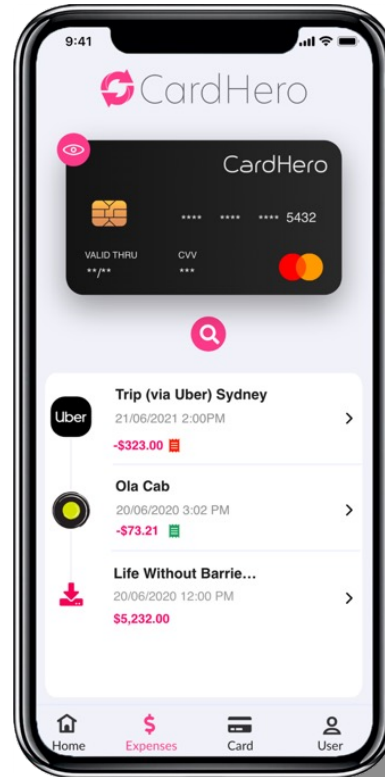 9:41
CardHero
CardHero
**** **** **** 5432
VALID THRU CVV
**/** ***
Trip (via Uber) Sydney
Uber
21/06/2021 2:00PM
-$323.00
Ola Cab
20/06/2020 3:02 PM
-$73.21
Life Without Barrie...
20/06/2020 12:00 PM
$5,232.00
Home Expenses Card User